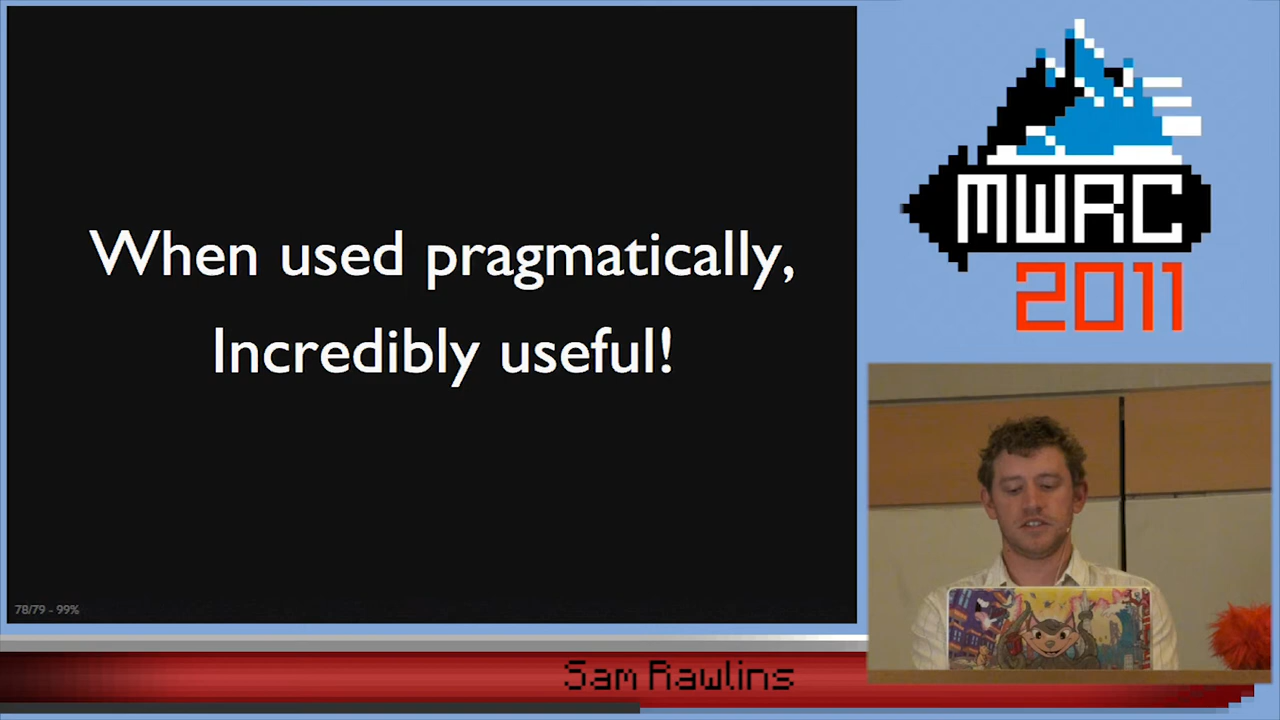 When used pragmatically,
Incredibly useful!
78/79 - 99%
MWRC
2011
Sam Rawlins